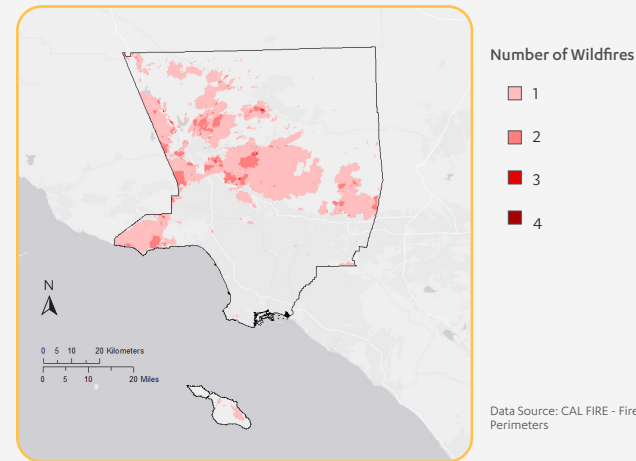 Number of Wildfires
1
2
3
4
N
0 5 10 20 Kilometers
0 5 10 20 Miles
Data Source: CAL FIRE - Fire
Perimeters